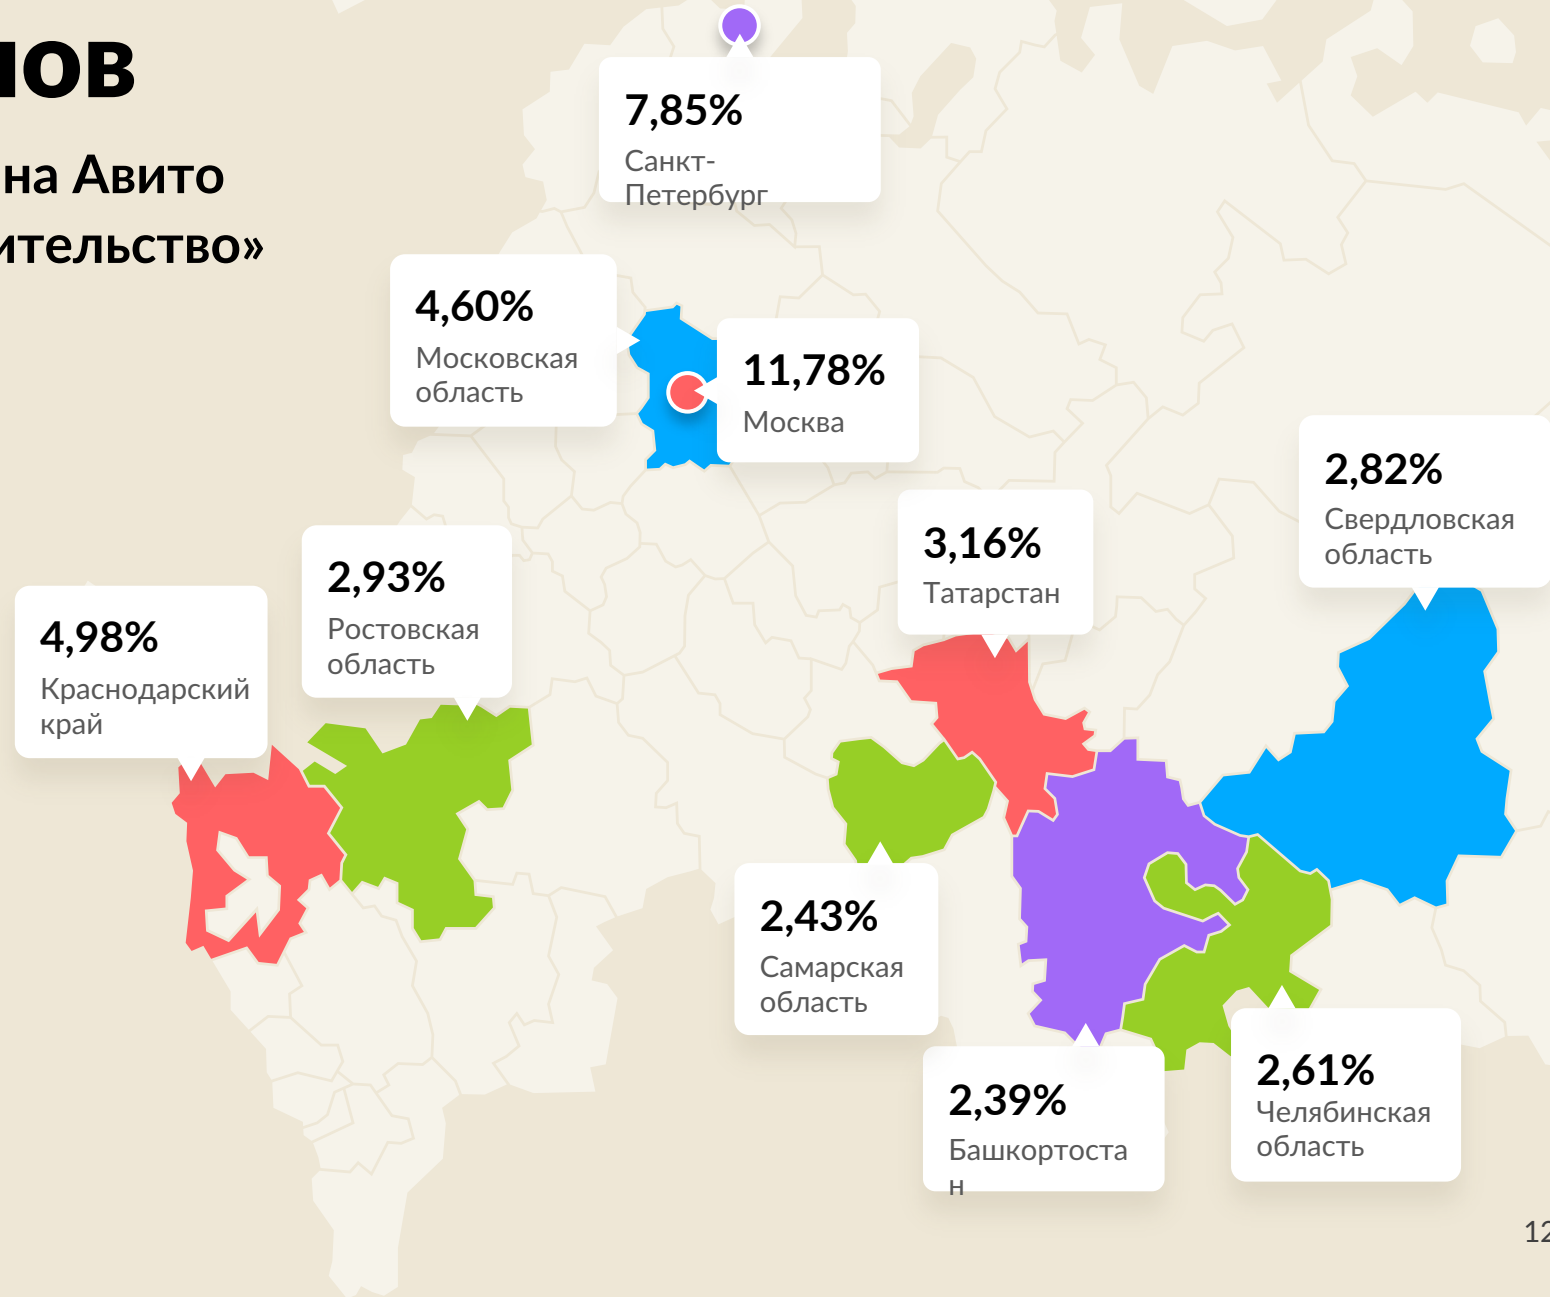 нов
на Авито
ительство»
7,85%
Санкт-
Петербург
4,60%
Московская
область
11,78%
Москва
2,82%
Свердловская
область
3,16%
Татарстан
2,93%
Ростовская
область
4,98%
Краснодарский
край
2,43%
Самарская
область
2,39%
Башкортоста
н
2,61%
Челябинская
область
12